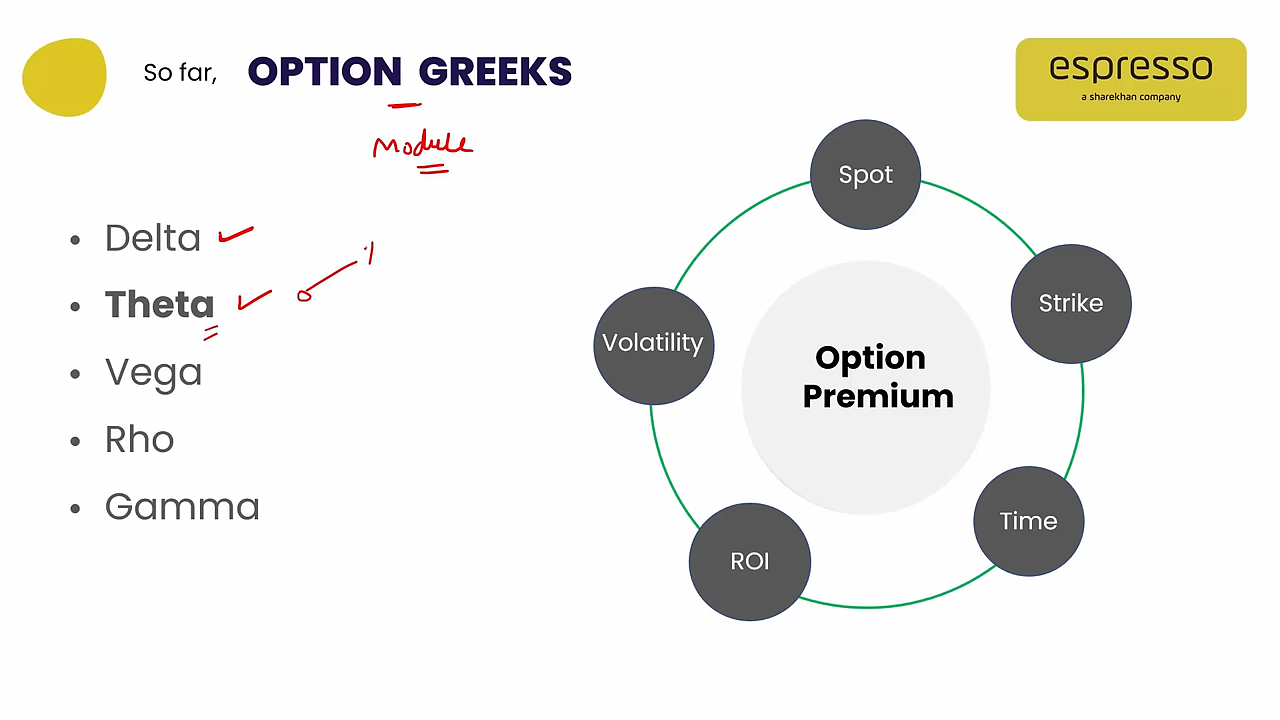 So far, OPTION GREEKS
espresso
a sharekhan company
Module
• Delta
• Theta
• Vega
• Rho
• Gamma
Spot
Strike
Volatility
Option
Premium
Time
ROI